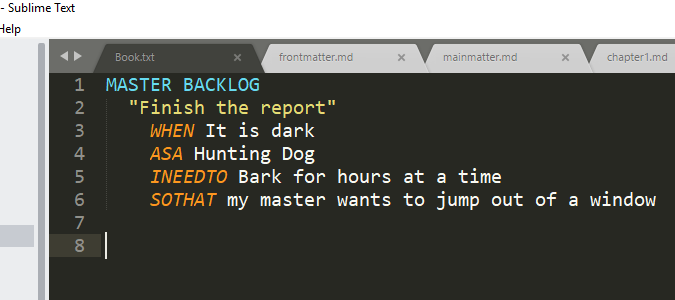 - Sublime Text
Help
Book.txt × frontmatter.md × mainmatter.md × chapter1.md
1 MASTER BACKLOG
2 "Finish the report"
3 WHEN It is dark
4 ASA Hunting Dog
5 INEEDTO Bark for hours at a time
6 SOTHAT my master wants to jump out of a window
7
8